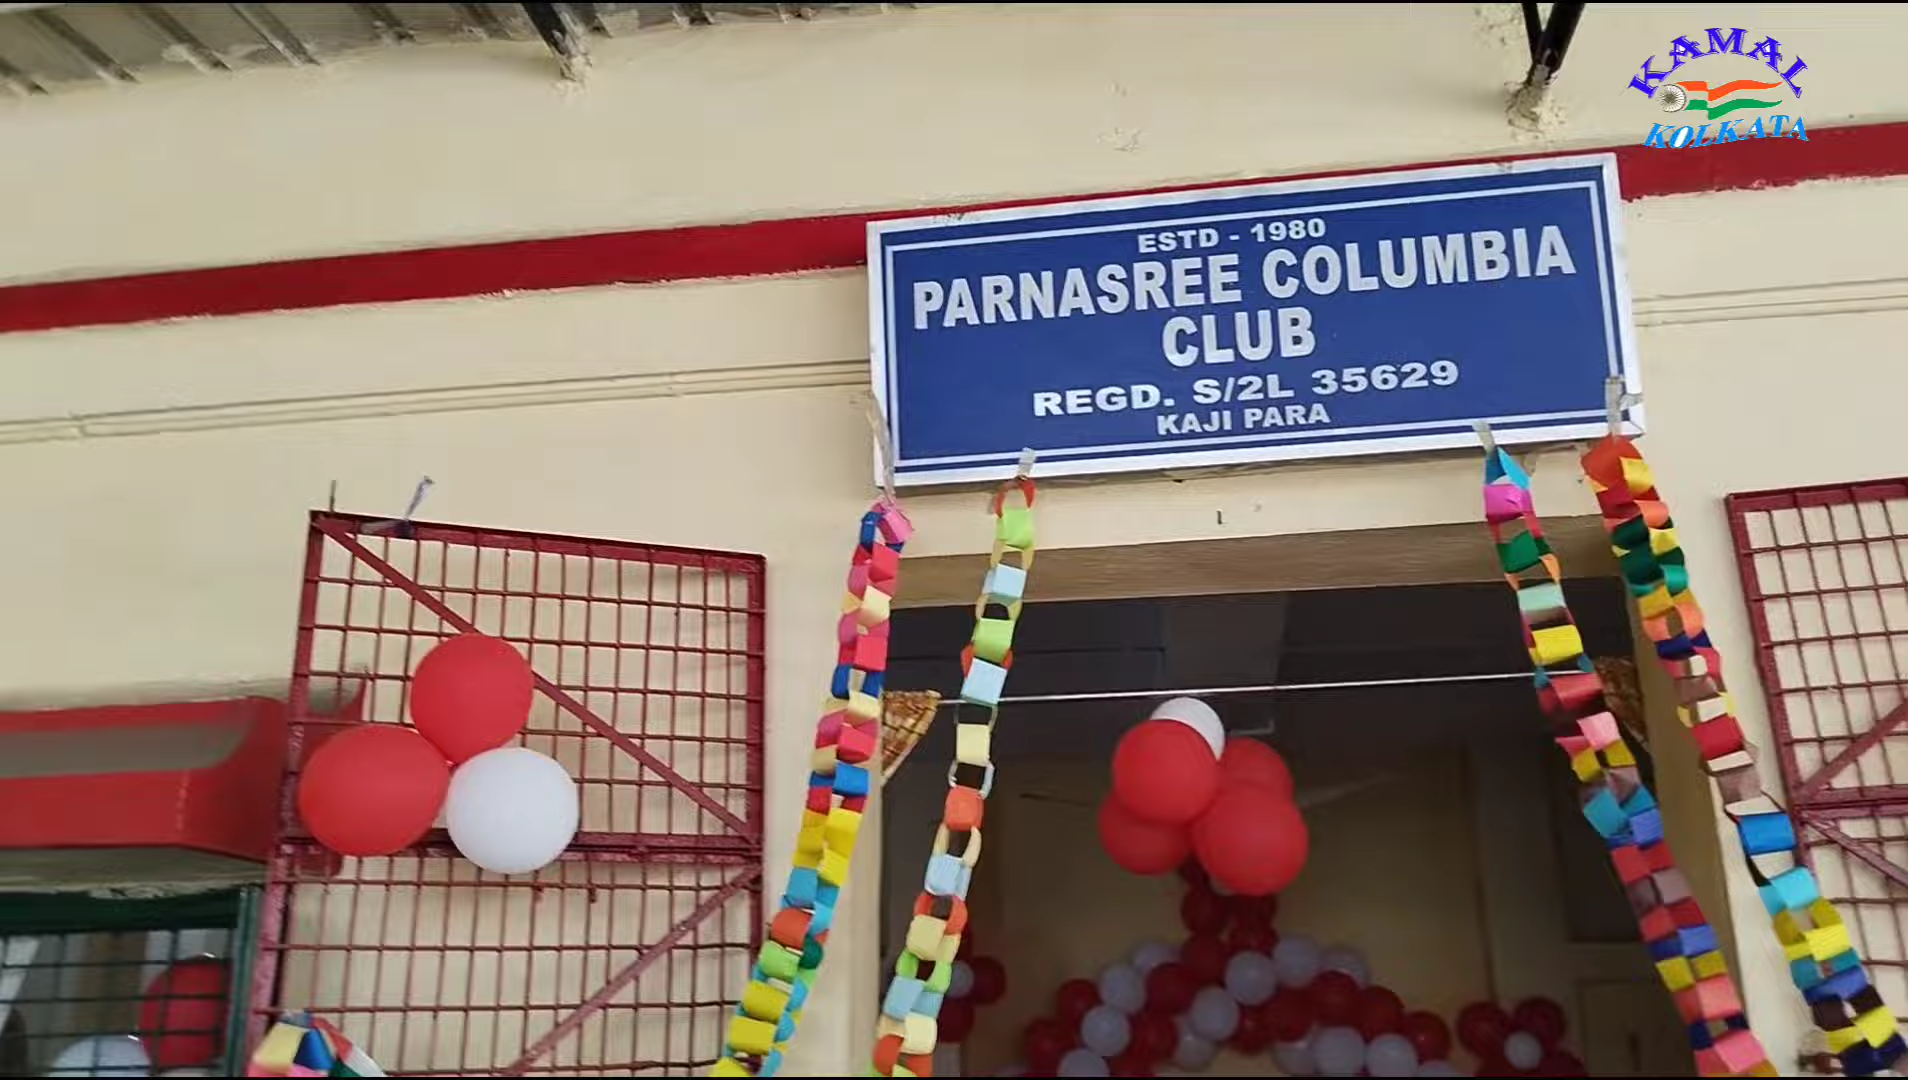 KAMAL
KOLKATA
ESTD - 1980
PARNASREE COLUMBIA
CLUB
REGD. S/2L 35629
KAJI PARA